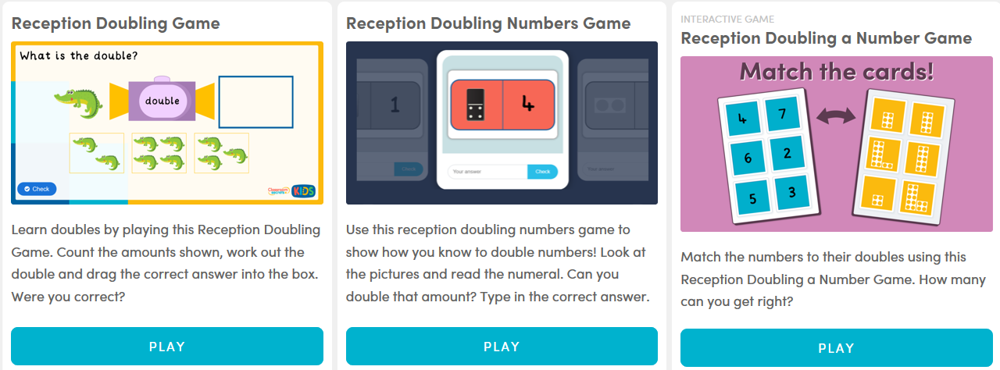 Reception Doubling Game
What is the double?
double
Check
Classroom Secrets KIDS
Learn doubles by playing this Reception Doubling
Game. Count the amounts shown, work out the
double and drag the correct answer into the box.
Were you correct?
PLAY
Reception Doubling Numbers Game
1
4
Check
Your answer
Check
Your answer
Use this reception doubling numbers game to
show how you know to double numbers! Look at
the pictures and read the numeral. Can you
double that amount? Type in the correct answer.
PLAY
INTERACTIVE GAME
Reception Doubling a Number Game
Match the cards!
4 7
6 2
5 3
Match the numbers to their doubles using this
Reception Doubling a Number Game. How many
can you get right?
PLAY